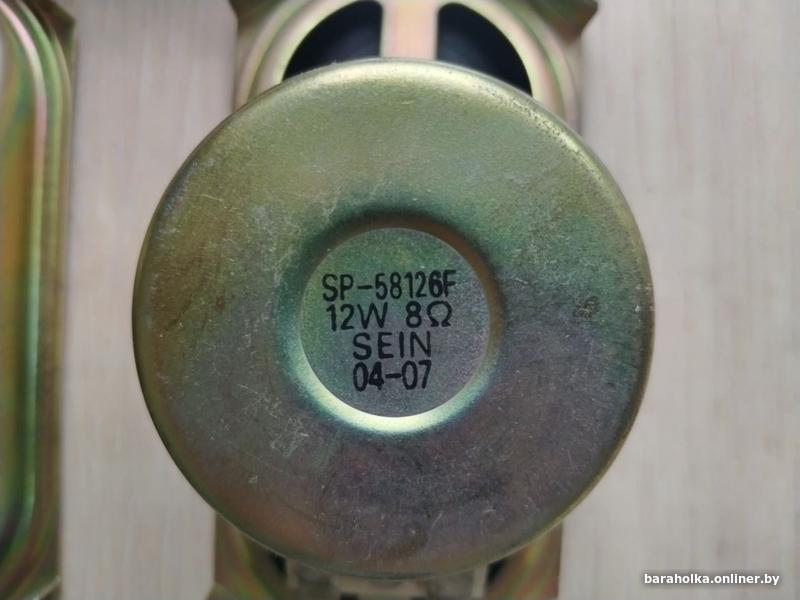 SP-58126F
12W 8Ω
SEIN
04-07
baraholka.onliner.by